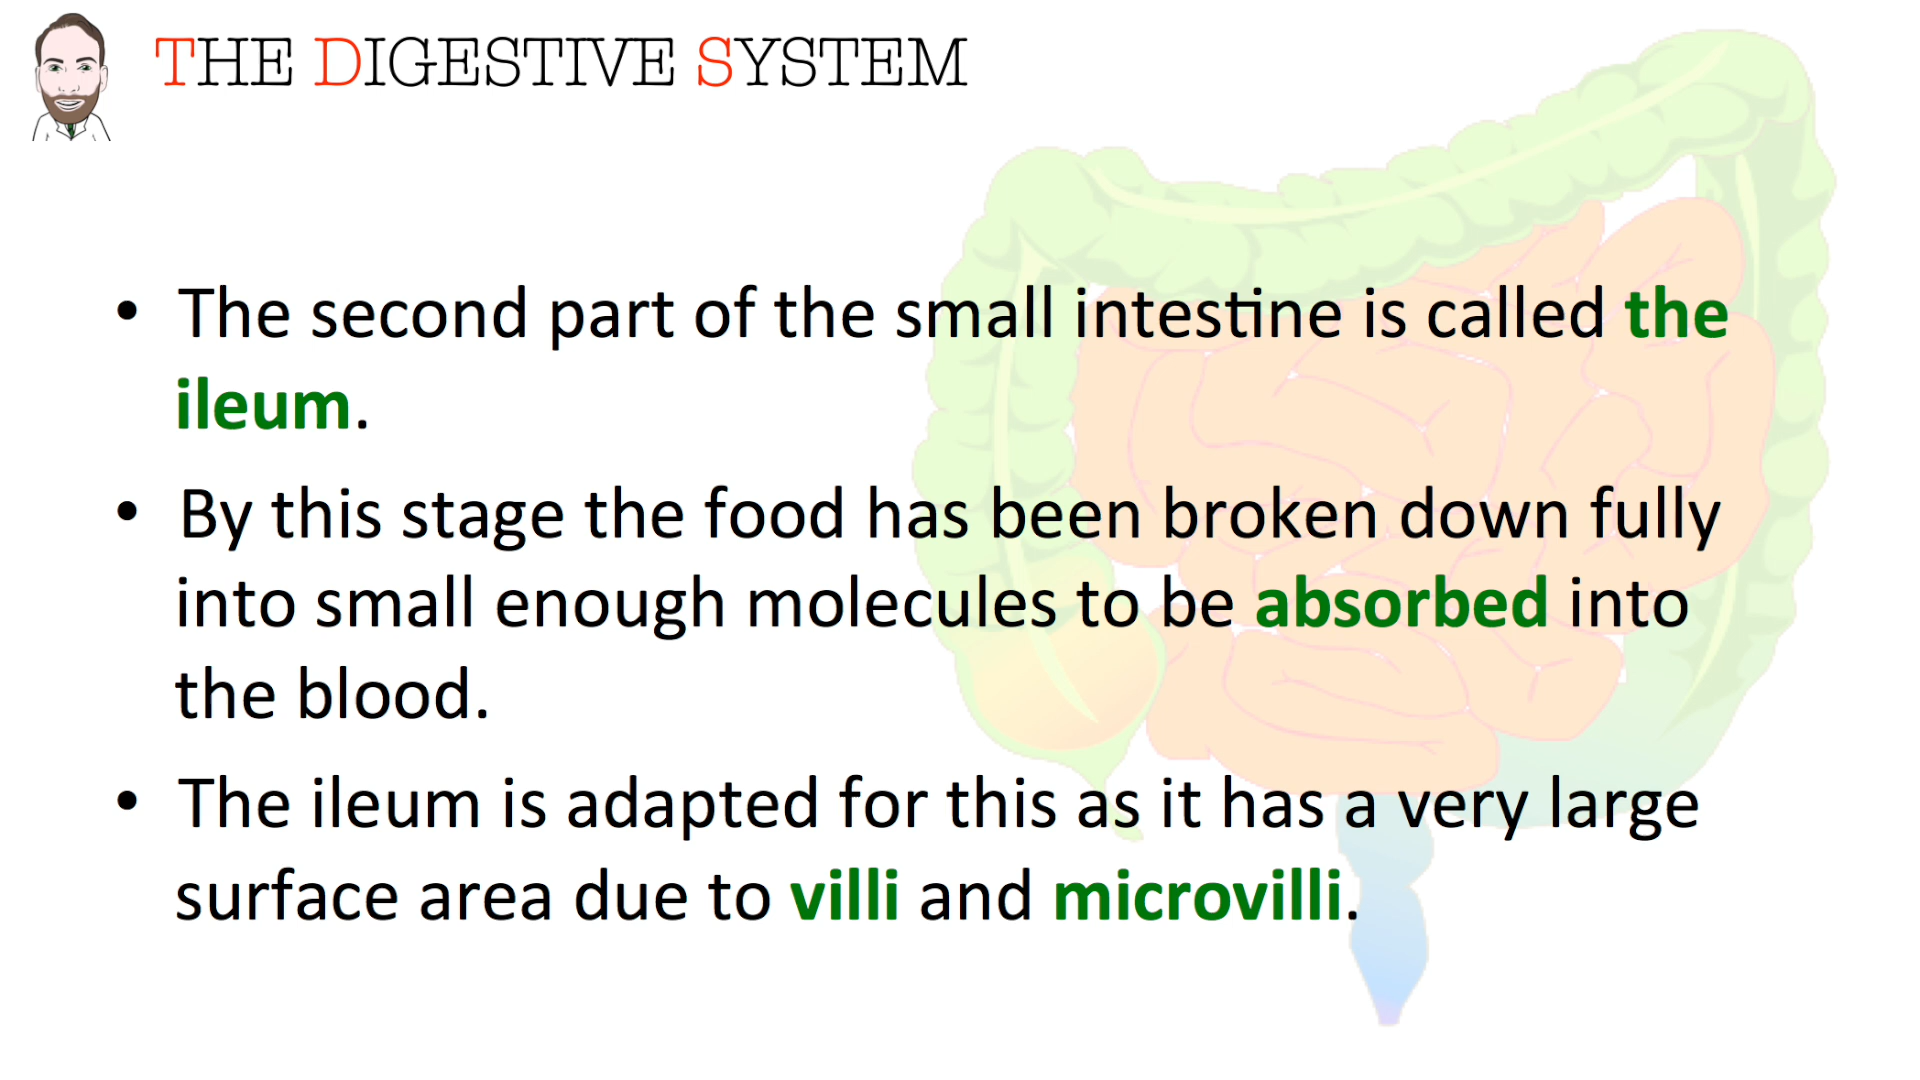 THE DIGESTIVE SYSTEM
• The second part of the small intestine is called the
ileum.
• By this stage the food has been broken down fully
into small enough molecules to be absorbed into
the blood.
• The ileum is adapted for this as it has a very large
surface area due to villi and microvilli.